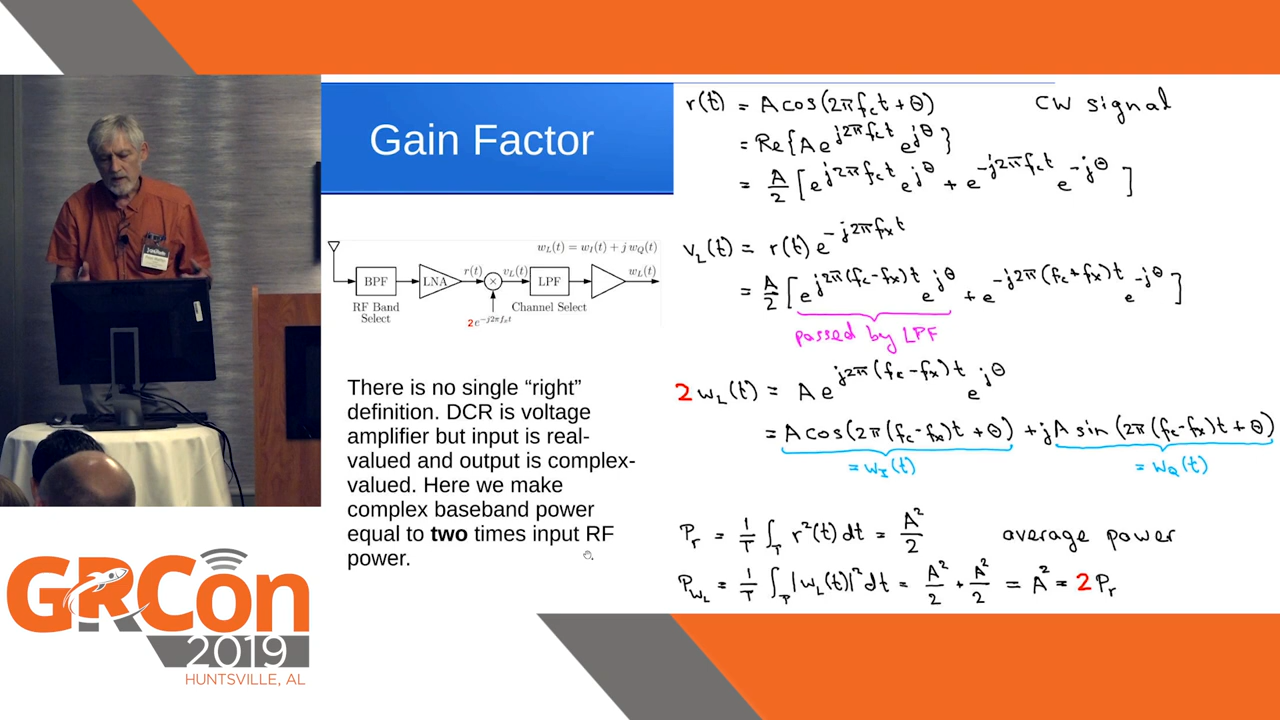 Gain Factor
w_L(t) = w_I(t) + j w_Q(t)
BPF LNA r(t) × v_L(t) LPF w_L(t)
RF Band Select
Channel Select
2e^{-j2πf_x t}
There is no single “right”
definition. DCR is voltage
amplifier but input is real-
valued and output is complex-
valued. Here we make
complex baseband power
equal to two times input RF
power.
r(t) = A cos(2πf_c t + θ) CW signal
= Re{A e^{j2πf_c t} e^{jθ}}
= A/2 [e^{j2πf_c t} e^{jθ} + e^{-j2πf_c t} e^{-jθ}]
v_L(t) = r(t) e^{-j2πf_x t}
= A/2 [e^{j2π(f_c-f_x)t} e^{jθ} + e^{-j2π(f_c+f_x)t} e^{-jθ}]
passed by LPF
2 w_L(t) = A e^{j2π(f_c-f_x)t} e^{jθ}
= A cos(2π(f_c-f_x)t + θ) + j A sin(2π(f_c-f_x)t + θ)
= w_I(t) = w_Q(t)
P_r = 1/T ∫_T r²(t) dt = A²/2 average power
P_{w_L} = 1/T ∫_T |w_L(t)|² dt = A²/2 + A²/2 = A² = 2 P_r
GRCon
2019
HUNTSVILLE, AL